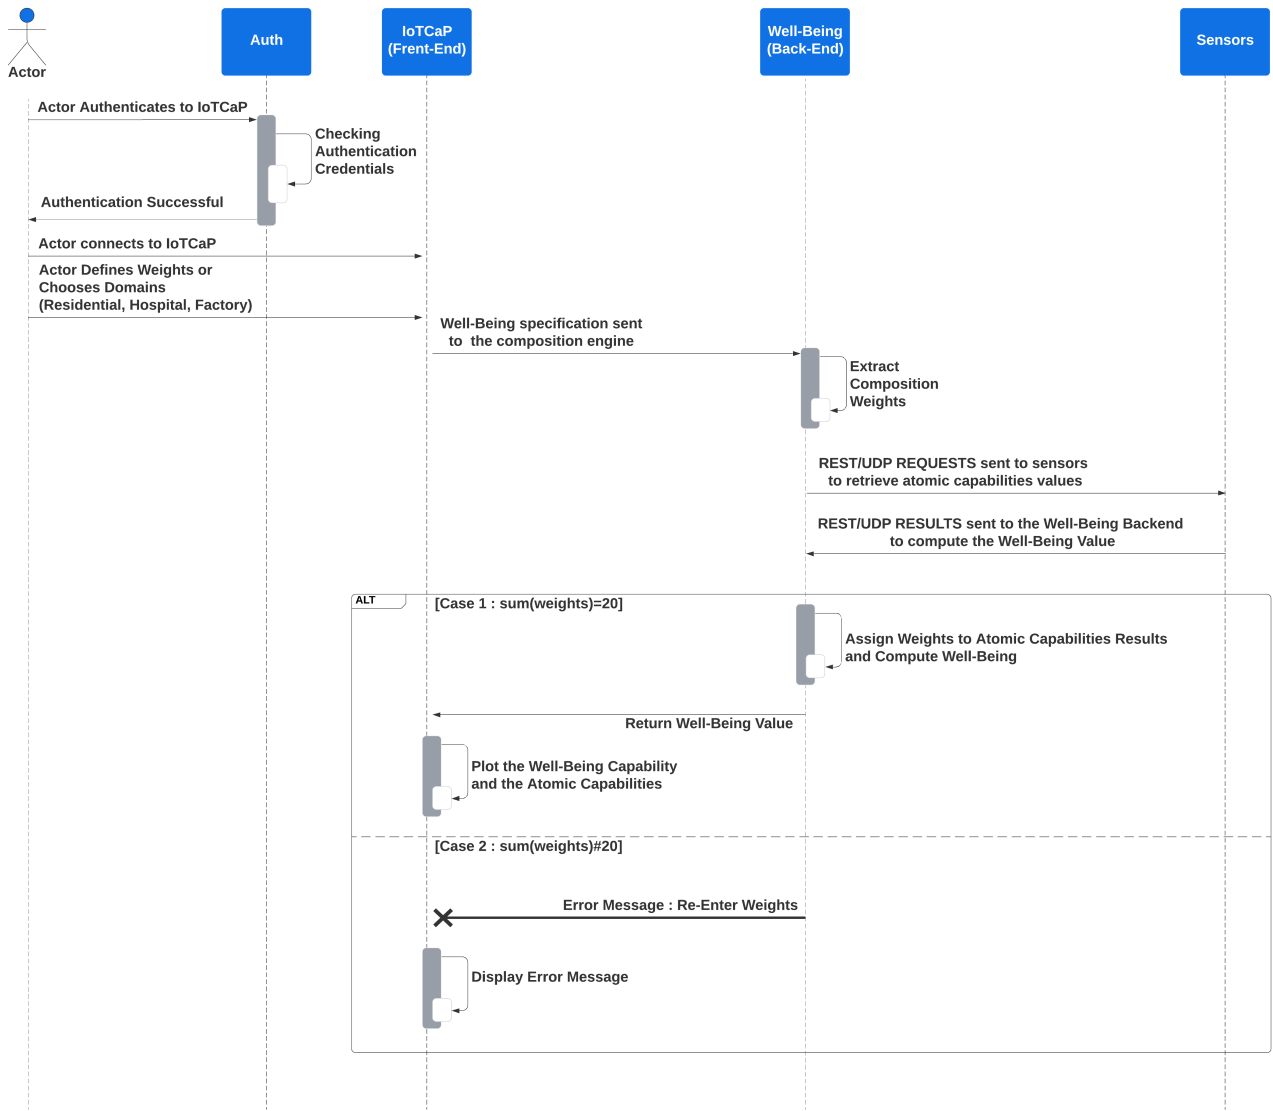 Actor
Auth
IoTCaP
(Frent-End)
Well-Being
(Back-End)
Sensors
Actor Authenticates to IoTCaP
Checking
Authentication
Credentials
Authentication Successful
Actor connects to IoTCaP
Actor Defines Weights or
Chooses Domains
(Residential, Hospital, Factory)
Well-Being specification sent
to the composition engine
Extract
Composition
Weights
REST/UDP REQUESTS sent to sensors
to retrieve atomic capabilities values
REST/UDP RESULTS sent to the Well-Being Backend
to compute the Well-Being Value
ALT
[Case 1 : sum(weights)=20]
Assign Weights to Atomic Capabilities Results
and Compute Well-Being
Return Well-Being Value
Plot the Well-Being Capability
and the Atomic Capabilities
[Case 2 : sum(weights)#20]
Error Message : Re-Enter Weights
Display Error Message